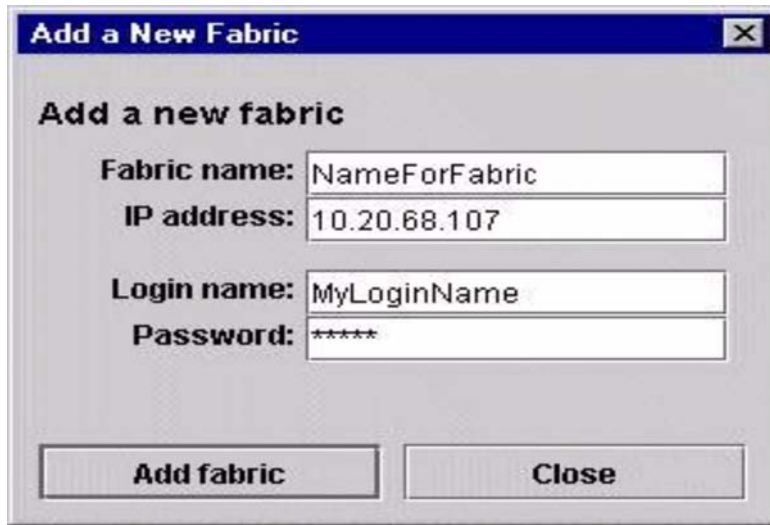 Add a New Fabric
Add a new fabric
Fabric name: NameForFabric
IP address: 10.20.68.107
Login name: MyLoginName
Password: *****
Add fabric Close